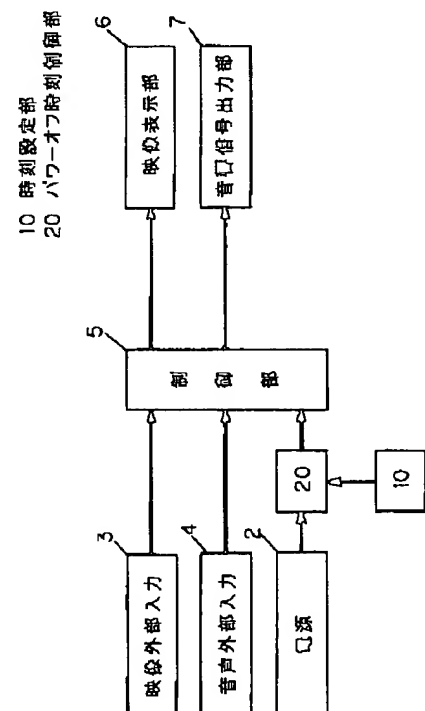 10 時刻設定部
20 パワーオフ時刻制御部
6
映像表示部
7
音声信号出力部
5
制御部
3
映像外部入力
4
音声外部入力
2
電源
20
10